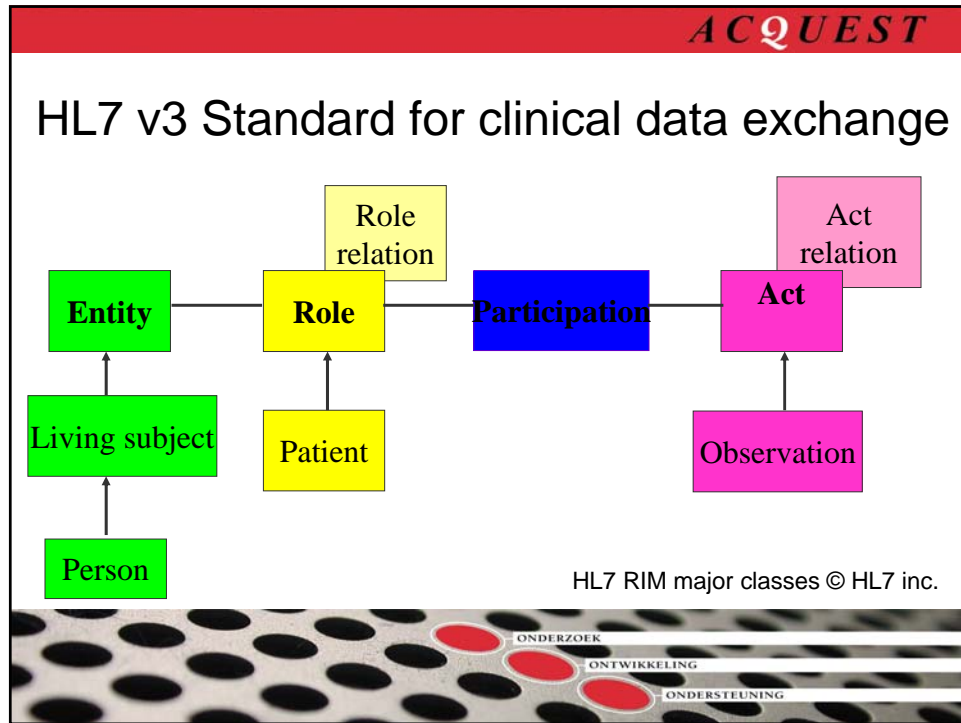 ACQUEST
HL7 v3 Standard for clinical data exchange
Role
relation
Act
relation
Entity
Role
Participation
Act
Living subject
Patient
Observation
Person
HL7 RIM major classes © HL7 inc.
ONDERZOEK
ONTWIKKELING
ONDERSTEUNING